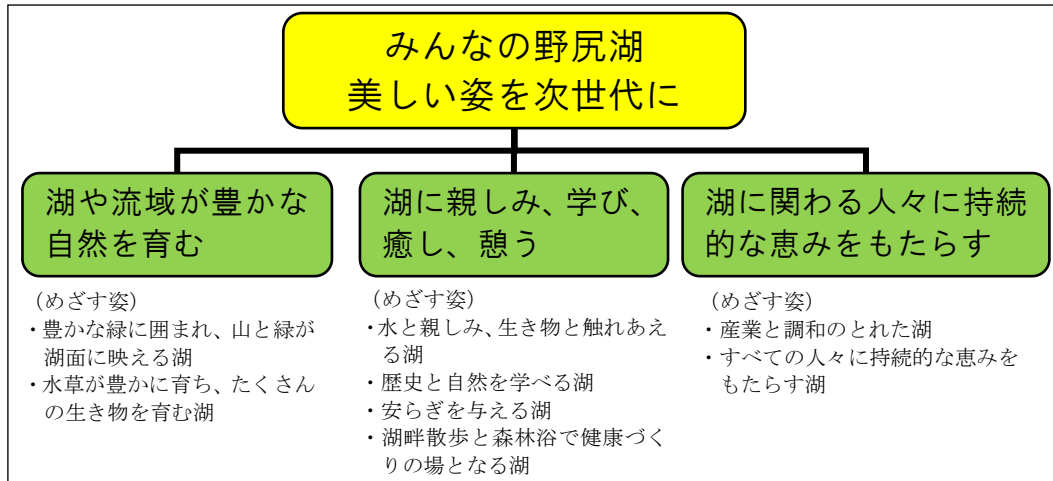 みんなの野尻湖
美しい姿を次世代に
湖や流域が豊かな
自然を育む
（めざす姿）
・豊かな緑に囲まれ、山と緑が
湖面に映える湖
・水草が豊かに育ち、たくさん
の生き物を育む湖
湖に親しみ、学び、
癒し、憩う
（めざす姿）
・水と親しみ、生き物と触れあえ
る湖
・歴史と自然を学べる湖
・安らぎを与える湖
・湖畔散歩と森林浴で健康づく
りの場となる湖
湖に関わる人々に持続
的な恵みをもたらす
（めざす姿）
・産業と調和のとれた湖
・すべての人々に持続的な恵みを
もたらす湖